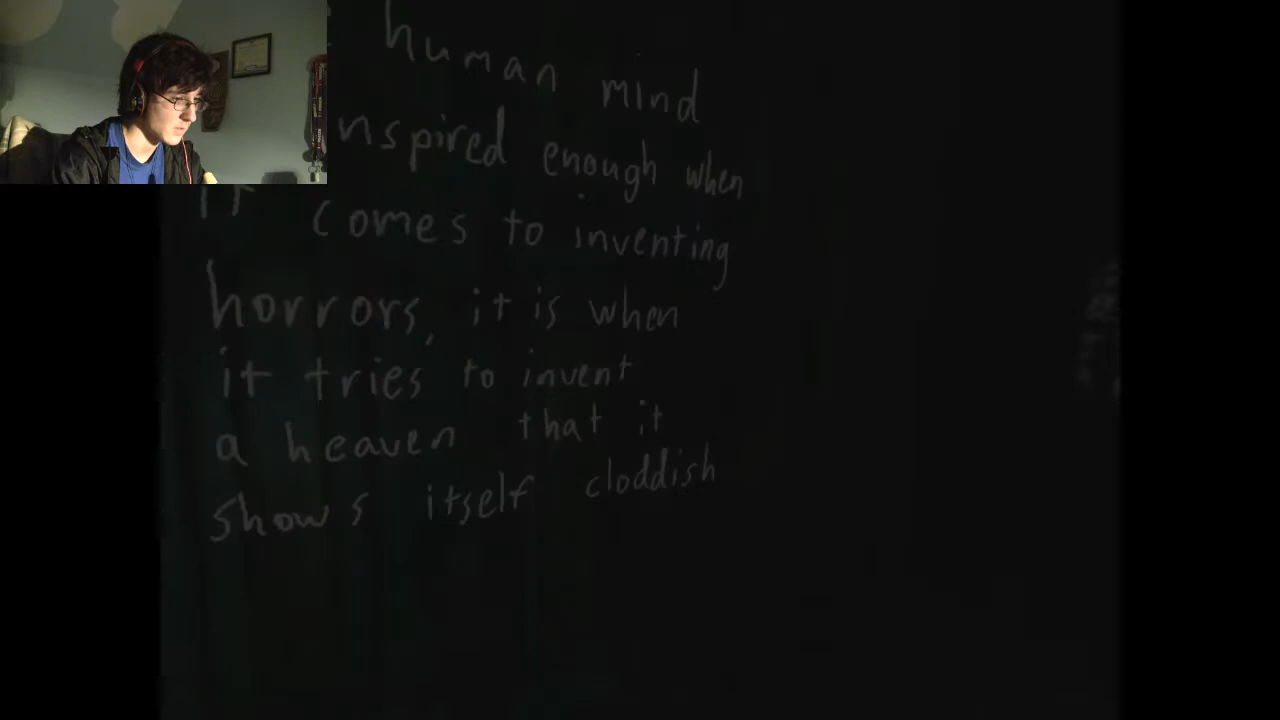 human mind
nspired enough when
it comes to inventing
horrors, it is when
it tries to invent
a heaven that it
shows itself cloddish